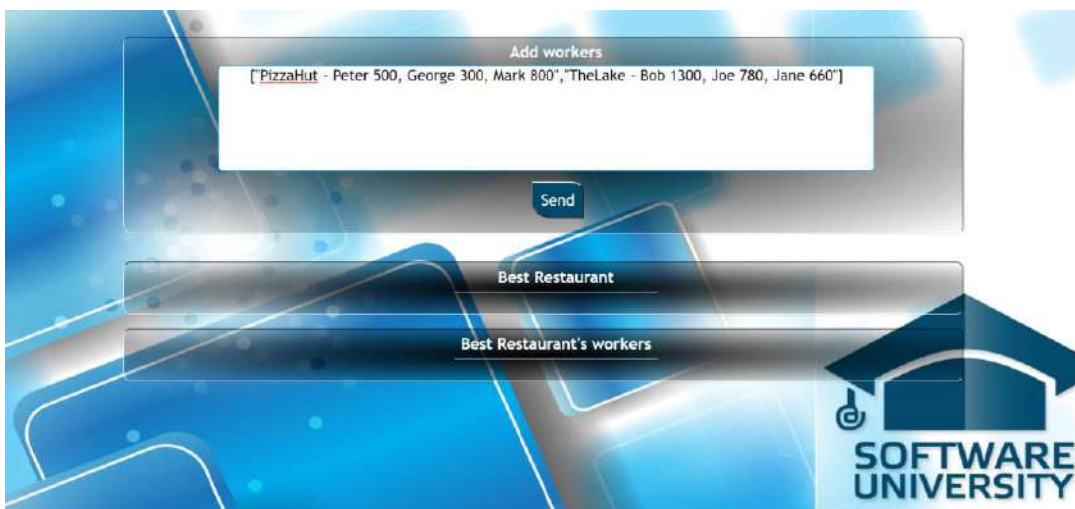 Add workers
["PizzaHut - Peter 500, George 300, Mark 800","TheLake - Bob 1300, Joe 780, Jane 660"]
Send
Best Restaurant
Best Restaurant's workers
SOFTWARE
UNIVERSITY